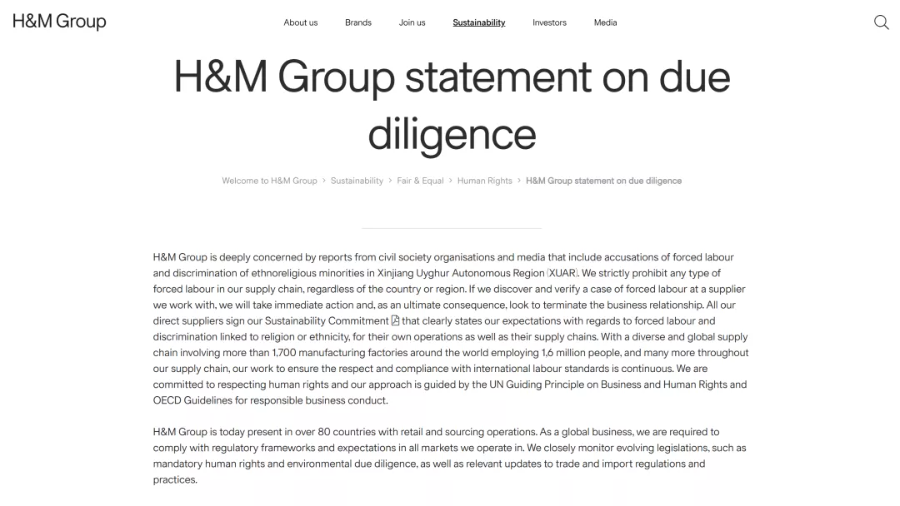 H&M Group
About us Brands Join us Sustainability Investors Media
H&M Group statement on due
diligence
Welcome to H&M Group > Sustainability > Fair & Equal > Human Rights > H&M Group statement on due diligence
H&M Group is deeply concerned by reports from civil society organisations and media that include accusations of forced labour
and discrimination of ethnoreligious minorities in Xinjiang Uyghur Autonomous Region (XUAR). We strictly prohibit any type of
forced labour in our supply chain, regardless of the country or region. If we discover and verify a case of forced labour at a supplier
we work with, we will take immediate action and, as an ultimate consequence, look to terminate the business relationship. All our
direct suppliers sign our Sustainability Commitment that clearly states our expectations with regards to forced labour and
discrimination linked to religion or ethnicity, for their own operations as well as their supply chains. With a diverse and global supply
chain involving more than 1,700 manufacturing factories around the world employing 1,6 million people, and many more throughout
our supply chain, our work to ensure the respect and compliance with international labour standards is continuous. We are
committed to respecting human rights and our approach is guided by the UN Guiding Principle on Business and Human Rights and
OECD Guidelines for responsible business conduct.
H&M Group is today present in over 80 countries with retail and sourcing operations. As a global business, we are required to
comply with regulatory frameworks and expectations in all markets we operate in. We closely monitor evolving legislations, such as
mandatory human rights and environmental due diligence, as well as relevant updates to trade and import regulations and
practices.